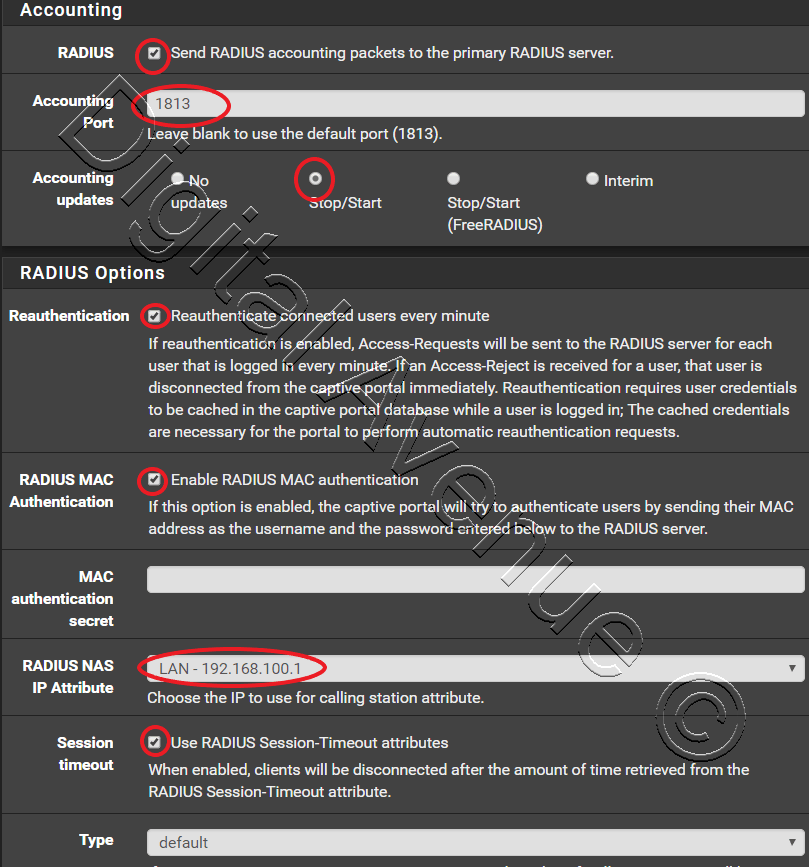 Accounting
RADIUS
Send RADIUS accounting packets to the primary RADIUS server.
Accounting
Port
1813
Leave blank to use the default port (1813).
Accounting
updates
No
updates
Stop/Start
Stop/Start
(FreeRADIUS)
Interim
RADIUS Options
Reauthentication
Reauthenticate connected users every minute
If reauthentication is enabled, Access-Requests will be sent to the RADIUS server for each
user that is logged in every minute. If an Access-Reject is received for a user, that user is
disconnected from the captive portal immediately. Reauthentication requires user credentials
to be cached in the captive portal database while a user is logged in; The cached credentials
are necessary for the portal to perform automatic reauthentication requests.
RADIUS MAC
Authentication
Enable RADIUS MAC authentication
If this option is enabled, the captive portal will try to authenticate users by sending their MAC
address as the username and the password entered below to the RADIUS server.
MAC
authentication
secret
RADIUS NAS
IP Attribute
LAN - 192.168.100.1
Choose the IP to use for calling station attribute.
Session
timeout
Use RADIUS Session-Timeout attributes
When enabled, clients will be disconnected after the amount of time retrieved from the
RADIUS Session-Timeout attribute.
Type
default
Digital Avenue ©